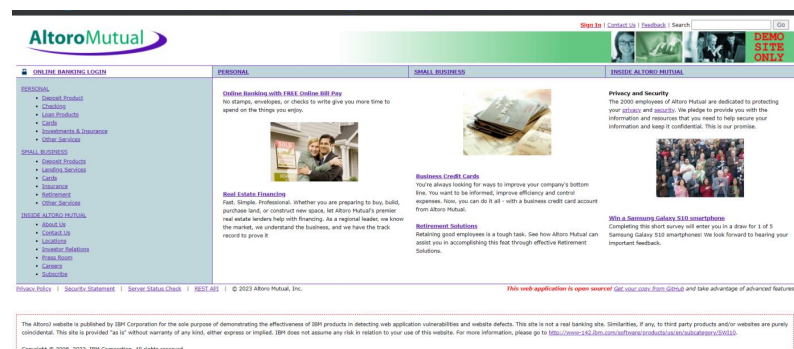 Sign In | Contact Us | Feedback | Search Go
AltoroMutual
DEMO
SITE
ONLY
ONLINE BANKING LOGIN
PERSONAL
SMALL BUSINESS
INSIDE ALTORO MUTUAL
PERSONAL
• Deposit Product
• Checking
• Loan Products
• Cards
• Investments & Insurance
• Other Services
SMALL BUSINESS
• Deposit Products
• Lending Services
• Cards
• Insurance
• Retirement
• Other Services
INSIDE ALTORO MUTUAL
• About Us
• Contact Us
• Locations
• Investor Relations
• Press Room
• Careers
• Subscribe
Online Banking with FREE Online Bill Pay
No stamps, envelopes, or checks to write give you more time to
spend on the things you enjoy.
SOLD
Real Estate Financing
Fast. Simple. Professional. Whether you are preparing to buy, build,
purchase land, or construct new space, let Altoro Mutual's premier
real estate lenders help with financing. As a regional leader, we know
the market, we understand the business, and we have the track
record to prove it
Business Credit Cards
You're always looking for ways to improve your company's bottom
line. You want to be informed, improve efficiency and control
expenses. Now, you can do it all - with a business credit card account
from Altoro Mutual.
Retirement Solutions
Retaining good employees is a tough task. See how Altoro Mutual can
assist you in accomplishing this feat through effective Retirement
Solutions.
Privacy and Security
The 2000 employees of Altoro Mutual are dedicated to protecting
your privacy and security. We pledge to provide you with the
information and resources that you need to help secure your
information and keep it confidential. This is our promise.
Win a Samsung Galaxy S10 smartphone
Completing this short survey will enter you in a draw for 1 of 5
Samsung Galaxy S10 smartphones! We look forward to hearing your
important feedback.
Privacy Policy | Security Statement | Server Status Check | REST API | © 2023 Altoro Mutual, Inc.
This web application is open source! Get your copy from GitHub and take advantage of advanced features
The AltoroJ website is published by IBM Corporation for the sole purpose of demonstrating the effectiveness of IBM products in detecting web application vulnerabilities and website defects. This site is not a real banking site. Similarities, if any, to third party products and/or websites are purely
coincidental. This site is provided "as is" without warranty of any kind, either express or implied. IBM does not assume any risk in relation to your use of this website. For more information, please go to http://www-142.ibm.com/software/products/us/en/subcategory/SWI10.
Copyright © 2008, 2023, IBM Corporation, All rights reserved.